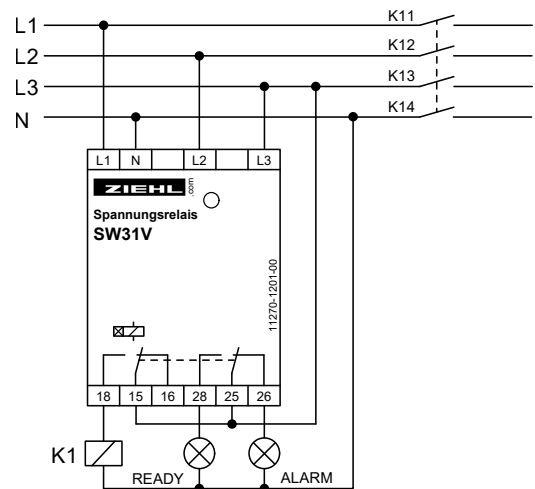 L1
K11
L2
K12
L3
K13
N
K14
L1 N L2 L3
ZIEHL .com
Spannungsrelais
SW31V
11270-1201-00
18 15 16 28 25 26
K1
READY
ALARM